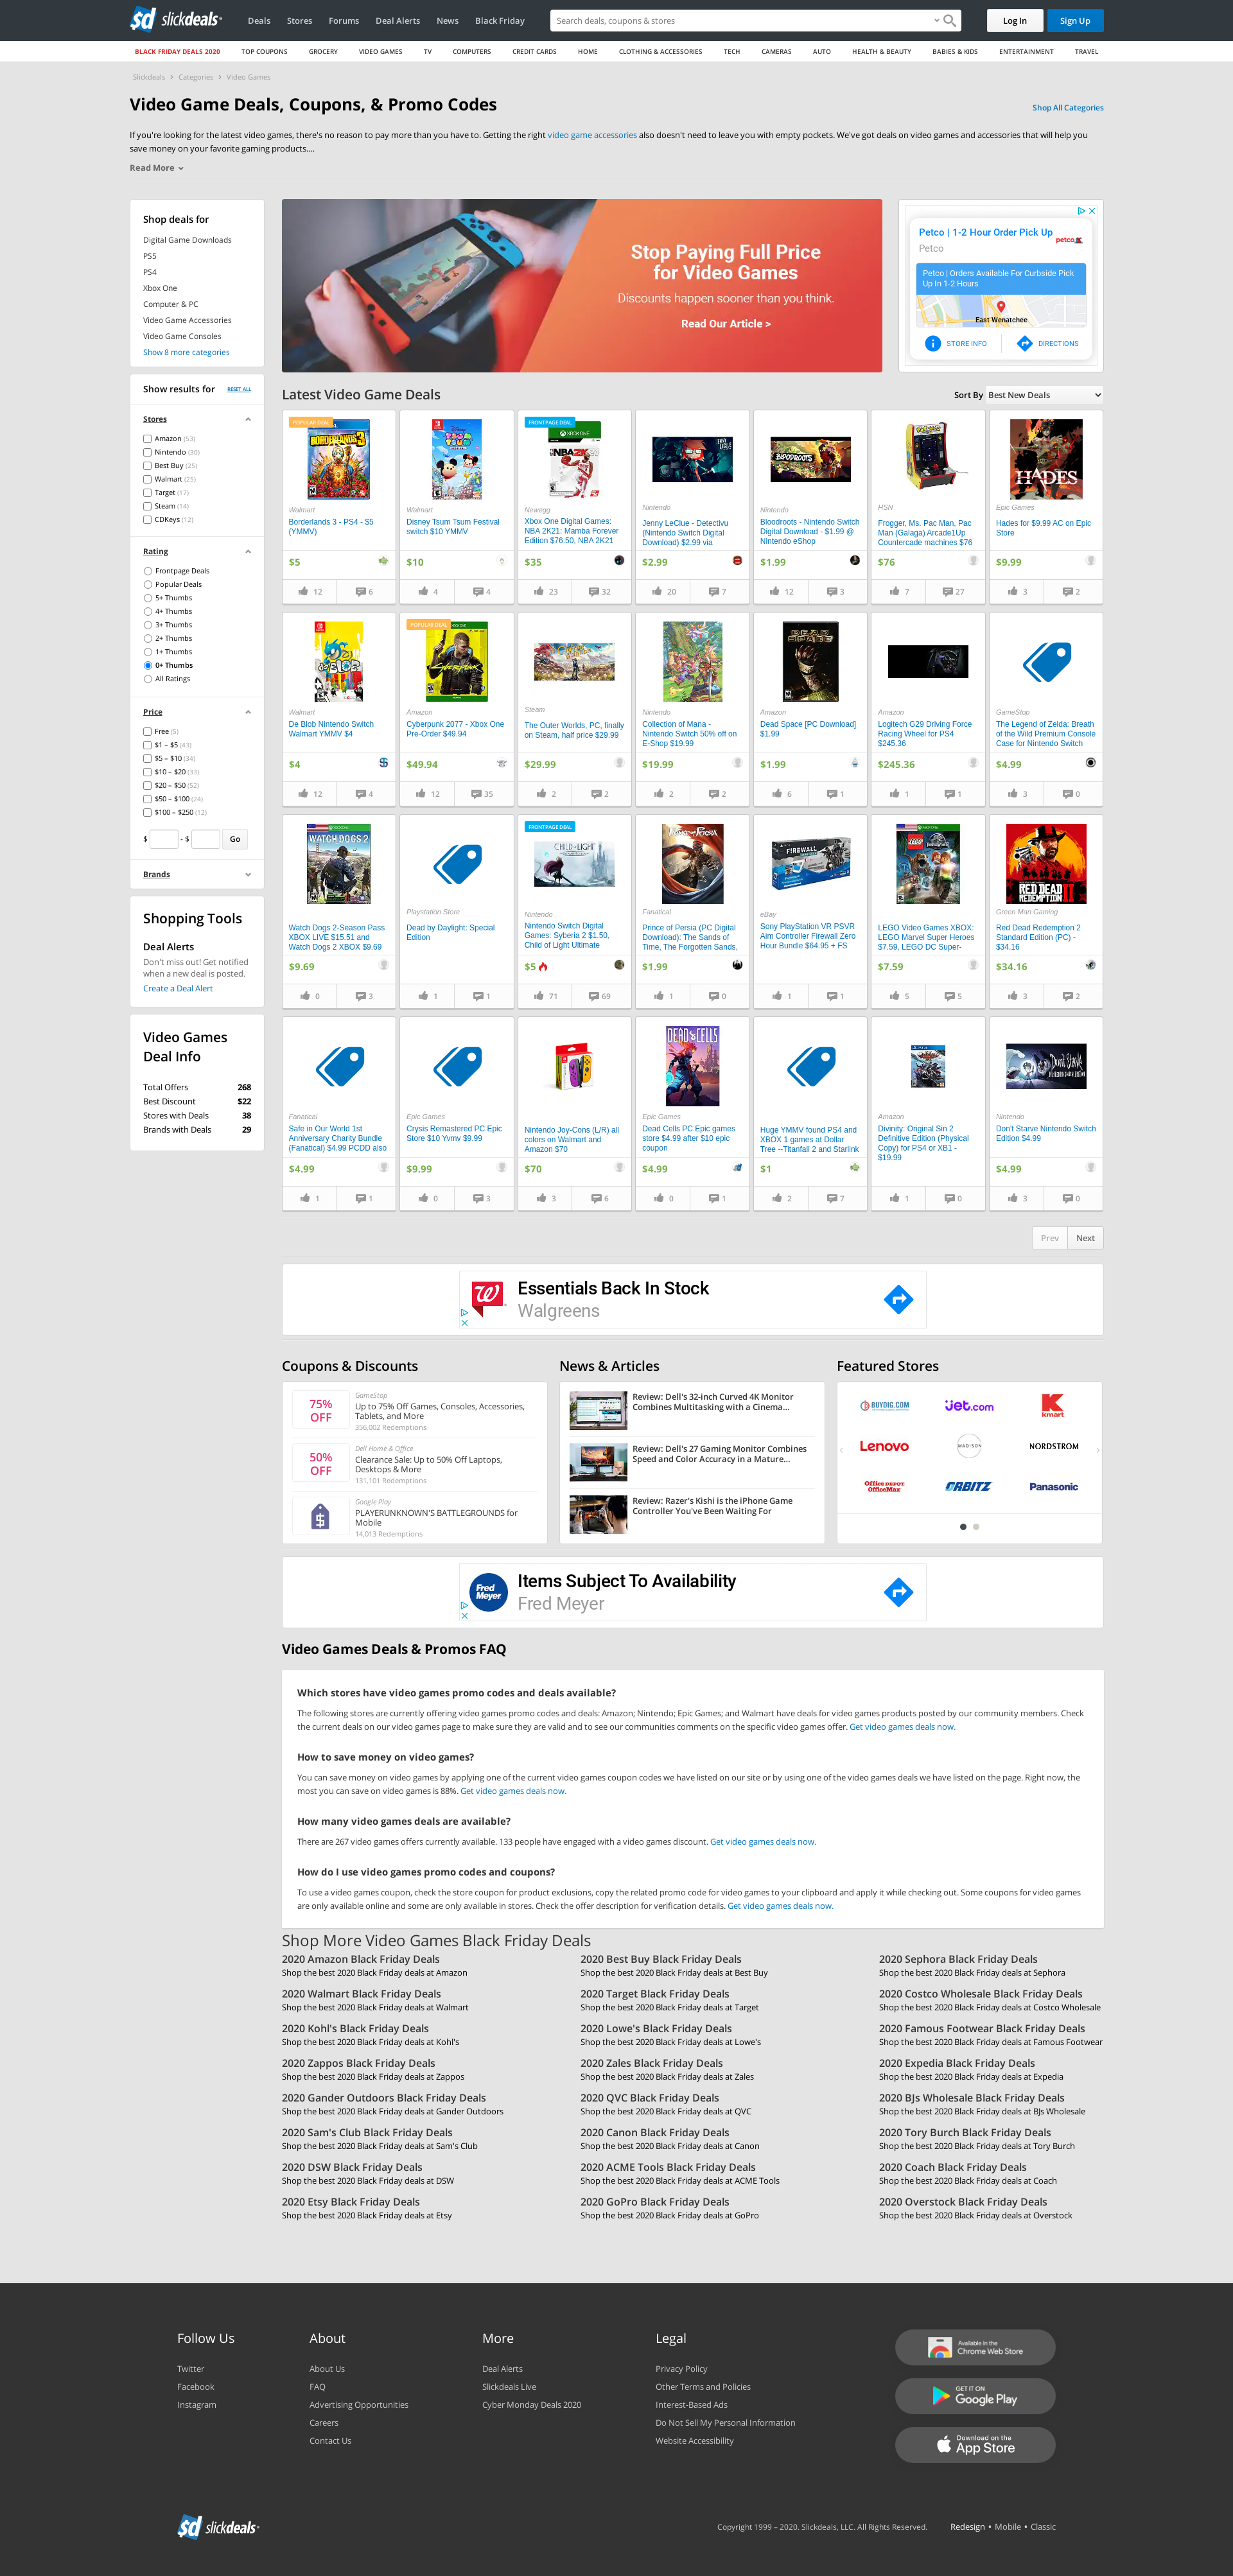 slickdeals
Deals
Stores
Forums
Deal Alerts
News
Black Friday
Search deals, coupons & stores
Log In
Sign Up
BLACK FRIDAY DEALS 2020
TOP COUPONS
GROCERY
VIDEO GAMES
TV
COMPUTERS
CREDIT CARDS
HOME
CLOTHING & ACCESSORIES
TECH
CAMERAS
AUTO
HEALTH & BEAUTY
BABIES & KIDS
ENTERTAINMENT
TRAVEL
Slickdeals > Categories > Video Games
Video Game Deals, Coupons, & Promo Codes
Shop All Categories
If you're looking for the latest video games, there's no reason to pay more than you have to. Getting the right video game accessories also doesn't need to leave you with empty pockets. We've got deals on video games and accessories that will help you
save money on your favorite gaming products....
Read More
Shop deals for
Digital Game Downloads
PS5
PS4
Xbox One
Computer & PC
Video Game Accessories
Video Game Consoles
Show 8 more categories
Show results for
RESET ALL
Stores
Amazon (53)
Nintendo (30)
Best Buy (25)
Walmart (25)
Target (17)
Steam (14)
CDKeys (12)
Rating
Frontpage Deals
Popular Deals
5+ Thumbs
4+ Thumbs
3+ Thumbs
2+ Thumbs
1+ Thumbs
0+ Thumbs
All Ratings
Price
Free (5)
$1 – $5 (43)
$5 – $10 (34)
$10 – $20 (33)
$20 – $50 (52)
$50 – $100 (24)
$100 – $250 (12)
$ - $ Go
Brands
Shopping Tools
Deal Alerts
Don't miss out! Get notified
when a new deal is posted.
Create a Deal Alert
Video Games
Deal Info
Total Offers 268
Best Discount $22
Stores with Deals 38
Brands with Deals 29
Stop Paying Full Price
for Video Games
Discounts happen sooner than you think.
Read Our Article >
Petco | 1-2 Hour Order Pick Up
Petco
petco
Petco | Orders Available For Curbside Pick
Up In 1-2 Hours
East Wenatchee
STORE INFO
DIRECTIONS
Latest Video Game Deals
Sort By Best New Deals
POPULAR DEAL
Walmart
Borderlands 3 - PS4 - $5
(YMMV)
$5
12
6
Walmart
Disney Tsum Tsum Festival
switch $10 YMMV
$10
4
4
FRONTPAGE DEAL
Newegg
Xbox One Digital Games:
NBA 2K21: Mamba Forever
Edition $76.50, NBA 2K21
$35
23
32
Nintendo
Jenny LeClue - Detectivu
(Nintendo Switch Digital
Download) $2.99 via
$2.99
20
7
BLOODROOTS
Nintendo
Bloodroots - Nintendo Switch
Digital Download - $1.99 @
Nintendo eShop
$1.99
12
3
HSN
Frogger, Ms. Pac Man, Pac
Man (Galaga) Arcade1Up
Countercade machines $76
$76
7
27
HADES
Epic Games
Hades for $9.99 AC on Epic
Store
$9.99
3
2
Walmart
De Blob Nintendo Switch
Walmart YMMV $4
$4
12
4
POPULAR DEAL
Amazon
Cyberpunk 2077 - Xbox One
Pre-Order $49.94
$49.94
12
35
Steam
The Outer Worlds, PC, finally
on Steam, half price $29.99
$29.99
2
2
Nintendo
Collection of Mana -
Nintendo Switch 50% off on
E-Shop $19.99
$19.99
2
2
DEAD SPACE
Amazon
Dead Space [PC Download]
$1.99
$1.99
6
1
Amazon
Logitech G29 Driving Force
Racing Wheel for PS4
$245.36
$245.36
1
1
GameStop
The Legend of Zelda: Breath
of the Wild Premium Console
Case for Nintendo Switch
$4.99
3
0
WATCH DOGS 2
Watch Dogs 2-Season Pass
XBOX LIVE $15.51 and
Watch Dogs 2 XBOX $9.69
$9.69
0
3
Playstation Store
Dead by Daylight: Special
Edition
1
1
FRONTPAGE DEAL
CHILD of LIGHT
Nintendo
Nintendo Switch Digital
Games: Syberia 2 $1.50,
Child of Light Ultimate
$5
71
69
Prince of Persia
Fanatical
Prince of Persia (PC Digital
Download): The Sands of
Time, The Forgotten Sands,
$1.99
1
0
FIREWALL
eBay
Sony PlayStation VR PSVR
Aim Controller Firewall Zero
Hour Bundle $64.95 + FS
1
1
LEGO Video Games XBOX:
LEGO Marvel Super Heroes
$7.59, LEGO DC Super-
$7.59
5
5
RED DEAD
REDEMPTION II
Green Man Gaming
Red Dead Redemption 2
Standard Edition (PC) -
$34.16
$34.16
3
2
Fanatical
Safe in Our World 1st
Anniversary Charity Bundle
(Fanatical) $4.99 PCDD also
$4.99
1
1
Epic Games
Crysis Remastered PC Epic
Store $10 Yvmv $9.99
$9.99
0
3
Nintendo Joy-Cons (L/R) all
colors on Walmart and
Amazon $70
$70
3
6
DEAD CELLS
Epic Games
Dead Cells PC Epic games
store $4.99 after $10 epic
coupon
$4.99
0
1
Huge YMMV found PS4 and
XBOX 1 games at Dollar
Tree --Titanfall 2 and Starlink
$1
2
7
Amazon
Divinity: Original Sin 2
Definitive Edition (Physical
Copy) for PS4 or XB1 -
$19.99
1
0
Don't Starve
Nintendo
Don't Starve Nintendo Switch
Edition $4.99
$4.99
3
0
Prev
Next
Essentials Back In Stock
Walgreens
Coupons & Discounts
75%
OFF
GameStop
Up to 75% Off Games, Consoles, Accessories,
Tablets, and More
356,002 Redemptions
50%
OFF
Dell Home & Office
Clearance Sale: Up to 50% Off Laptops,
Desktops & More
131,101 Redemptions
Google Play
PLAYERUNKNOWN'S BATTLEGROUNDS for
Mobile
14,013 Redemptions
News & Articles
Review: Dell's 32-inch Curved 4K Monitor
Combines Multitasking with a Cinema...
Review: Dell's 27 Gaming Monitor Combines
Speed and Color Accuracy in a Mature...
Review: Razer's Kishi is the iPhone Game
Controller You've Been Waiting For
Featured Stores
BUYDIG.COM
jet.com
kmart
Lenovo
MADISON
NORDSTROM
Office DEPOT
OfficeMax
ORBITZ
Panasonic
Items Subject To Availability
Fred Meyer
Video Games Deals & Promos FAQ
Which stores have video games promo codes and deals available?
The following stores are currently offering video games promo codes and deals: Amazon; Nintendo; Epic Games; and Walmart have deals for video games products posted by our community members. Check
the current deals on our video games page to make sure they are valid and to see our communities comments on the specific video games offer. Get video games deals now.
How to save money on video games?
You can save money on video games by applying one of the current video games coupon codes we have listed on our site or by using one of the video games deals we have listed on the page. Right now, the
most you can save on video games is 88%. Get video games deals now.
How many video games deals are available?
There are 267 video games offers currently available. 133 people have engaged with a video games discount. Get video games deals now.
How do I use video games promo codes and coupons?
To use a video games coupon, check the store coupon for product exclusions, copy the related promo code for video games to your clipboard and apply it while checking out. Some coupons for video games
are only available online and some are only available in stores. Check the offer description for verification details. Get video games deals now.
Shop More Video Games Black Friday Deals
2020 Amazon Black Friday Deals
Shop the best 2020 Black Friday deals at Amazon
2020 Best Buy Black Friday Deals
Shop the best 2020 Black Friday deals at Best Buy
2020 Sephora Black Friday Deals
Shop the best 2020 Black Friday deals at Sephora
2020 Walmart Black Friday Deals
Shop the best 2020 Black Friday deals at Walmart
2020 Target Black Friday Deals
Shop the best 2020 Black Friday deals at Target
2020 Costco Wholesale Black Friday Deals
Shop the best 2020 Black Friday deals at Costco Wholesale
2020 Kohl's Black Friday Deals
Shop the best 2020 Black Friday deals at Kohl's
2020 Lowe's Black Friday Deals
Shop the best 2020 Black Friday deals at Lowe's
2020 Famous Footwear Black Friday Deals
Shop the best 2020 Black Friday deals at Famous Footwear
2020 Zappos Black Friday Deals
Shop the best 2020 Black Friday deals at Zappos
2020 Zales Black Friday Deals
Shop the best 2020 Black Friday deals at Zales
2020 Expedia Black Friday Deals
Shop the best 2020 Black Friday deals at Expedia
2020 Gander Outdoors Black Friday Deals
Shop the best 2020 Black Friday deals at Gander Outdoors
2020 QVC Black Friday Deals
Shop the best 2020 Black Friday deals at QVC
2020 BJs Wholesale Black Friday Deals
Shop the best 2020 Black Friday deals at BJs Wholesale
2020 Sam's Club Black Friday Deals
Shop the best 2020 Black Friday deals at Sam's Club
2020 Canon Black Friday Deals
Shop the best 2020 Black Friday deals at Canon
2020 Tory Burch Black Friday Deals
Shop the best 2020 Black Friday deals at Tory Burch
2020 DSW Black Friday Deals
Shop the best 2020 Black Friday deals at DSW
2020 ACME Tools Black Friday Deals
Shop the best 2020 Black Friday deals at ACME Tools
2020 Coach Black Friday Deals
Shop the best 2020 Black Friday deals at Coach
2020 Etsy Black Friday Deals
Shop the best 2020 Black Friday deals at Etsy
2020 GoPro Black Friday Deals
Shop the best 2020 Black Friday deals at GoPro
2020 Overstock Black Friday Deals
Shop the best 2020 Black Friday deals at Overstock
Follow Us
Twitter
Facebook
Instagram
About
About Us
FAQ
Advertising Opportunities
Careers
Contact Us
More
Deal Alerts
Slickdeals Live
Cyber Monday Deals 2020
Legal
Privacy Policy
Other Terms and Policies
Interest-Based Ads
Do Not Sell My Personal Information
Website Accessibility
Available in the
Chrome Web Store
GET IT ON
Google Play
Download on the
App Store
slickdeals
Copyright 1999 – 2020. Slickdeals, LLC. All Rights Reserved.
Redesign • Mobile • Classic